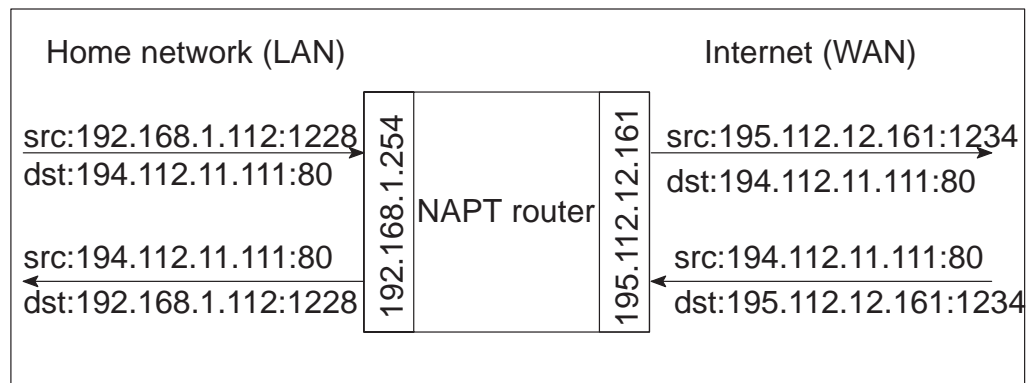 Home network (LAN)
Internet (WAN)
src:192.168.1.112:1228
dst:194.112.11.111:80
192.168.1.254
NAPT router
195.112.12.161
src:195.112.12.161:1234
dst:194.112.11.111:80
src:194.112.11.111:80
dst:192.168.1.112:1228
src:194.112.11.111:80
dst:195.112.12.161:1234